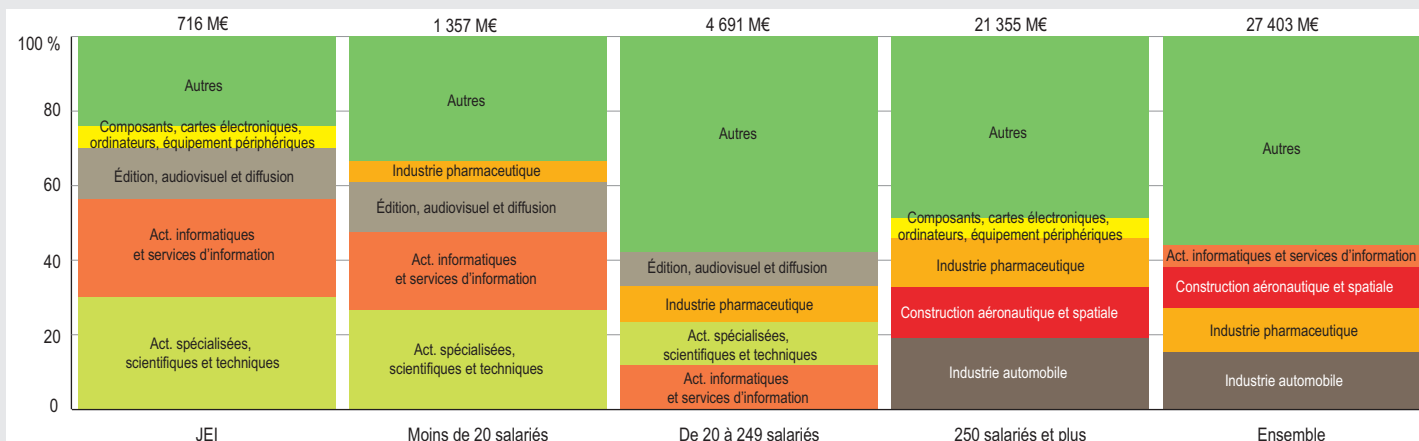 716 M€
1 357 M€
4 691 M€
21 355 M€
27 403 M€
100 %
80
60
40
20
0
Autres
Composants, cartes électroniques,
ordinateurs, équipement périphériques
Édition, audiovisuel et diffusion
Act. informatiques
et services d’information
Act. spécialisées,
scientifiques et techniques
Autres
Industrie pharmaceutique
Édition, audiovisuel et diffusion
Act. informatiques
et services d’information
Act. spécialisées,
scientifiques et techniques
Autres
Édition, audiovisuel et diffusion
Industrie pharmaceutique
Act. spécialisées,
scientifiques et techniques
Act. informatiques
et services d’information
Autres
Composants, cartes électroniques,
ordinateurs, équipement périphériques
Industrie pharmaceutique
Construction aéronautique et spatiale
Industrie automobile
Autres
Act. informatiques et services d’information
Construction aéronautique et spatiale
Industrie pharmaceutique
Industrie automobile
JEI
Moins de 20 salariés
De 20 à 249 salariés
250 salariés et plus
Ensemble